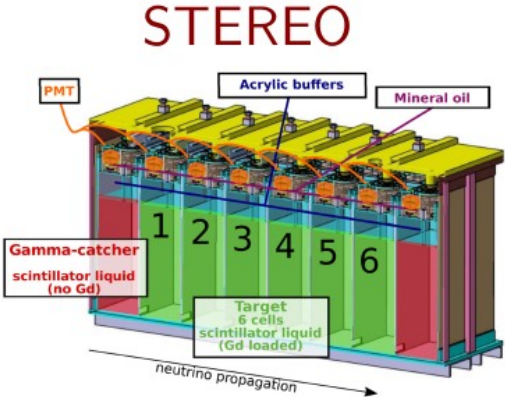 STEREO
Acrylic buffers
PMT
Mineral oil
1 2 3 4 5 6
Gamma-catcher
scintillator liquid
(no Gd)
Target
6 cells
scintillator liquid
(Gd loaded)
neutrino propagation